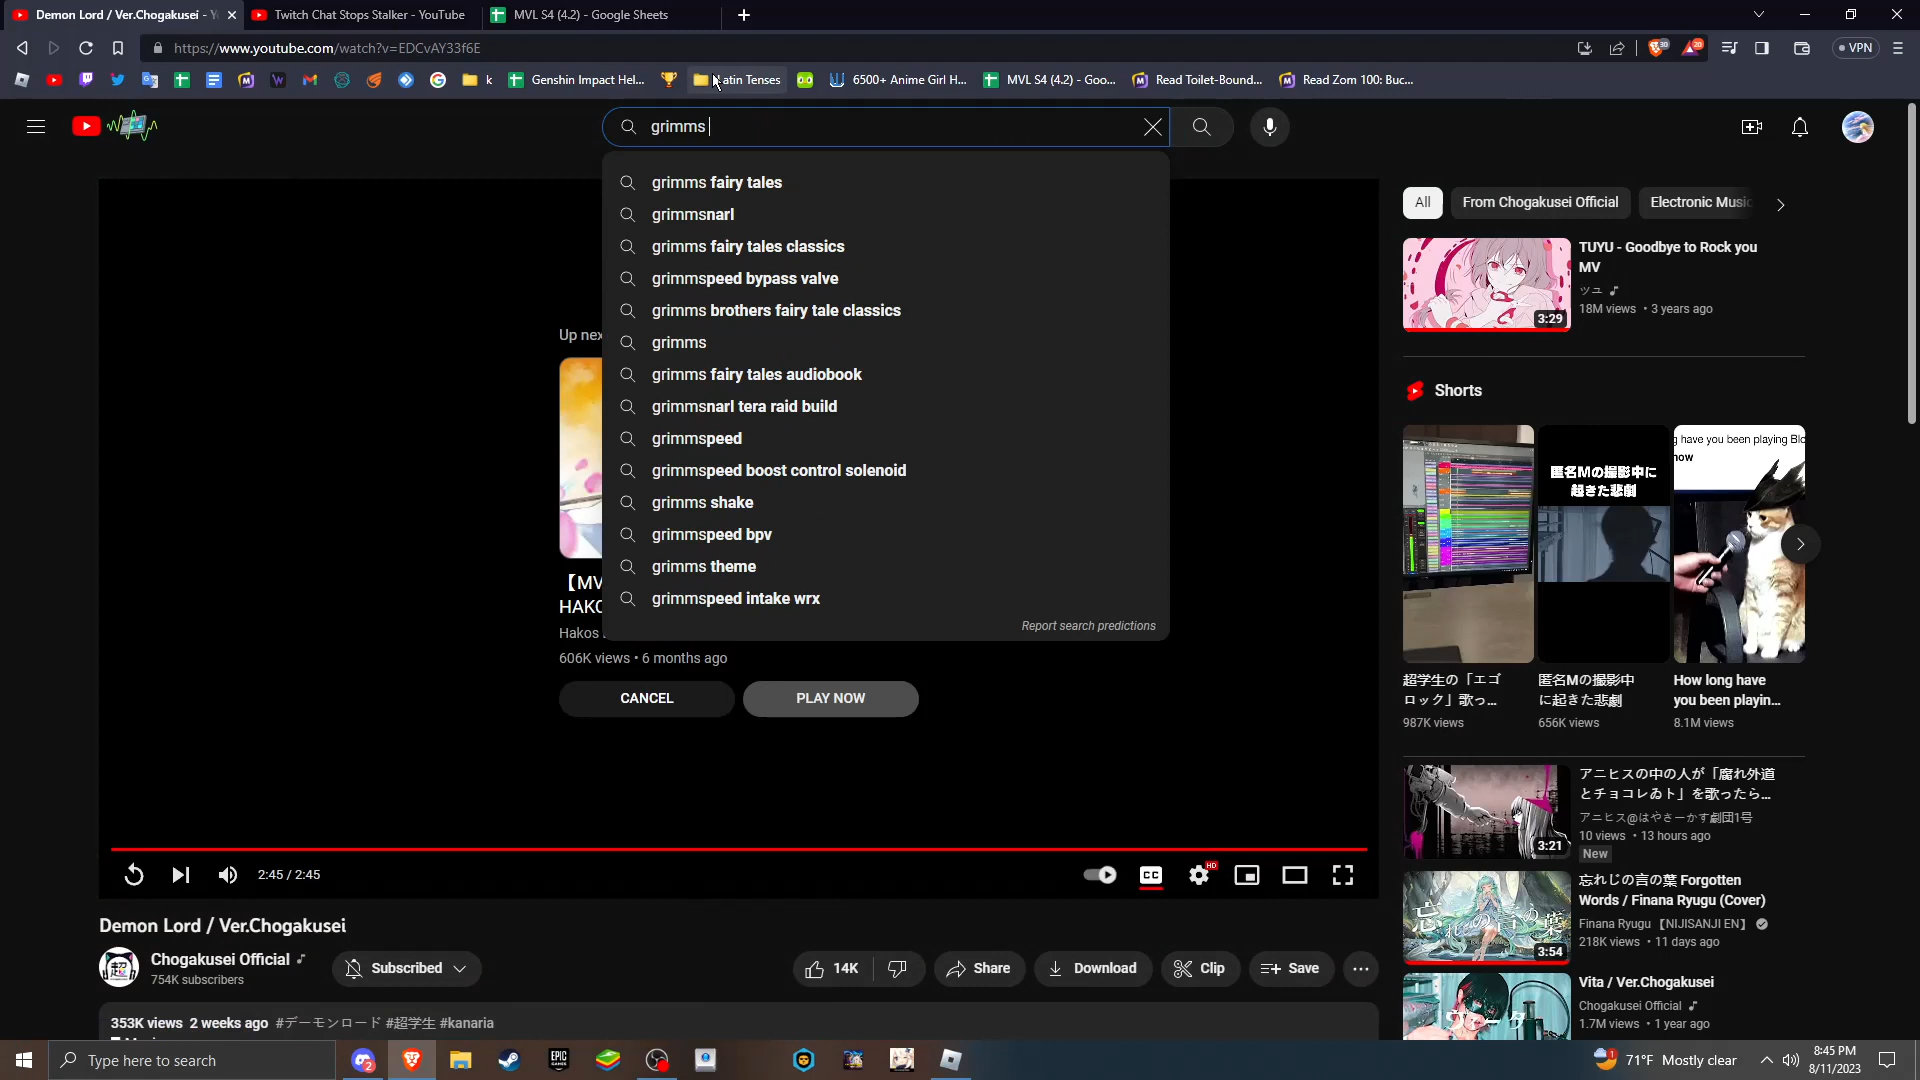 Demon Lord / Ver.Chogakusei - Y
Twitch Chat Stops Stalker - YouTube
MVL S4 (4.2) - Google Sheets
https://www.youtube.com/watch?v=EDCvAY33f6E
30
20
VPN
k
Genshin Impact Hel...
Latin Tenses
6500+ Anime Girl H...
MVL S4 (4.2) - Goo...
Read Toilet-Bound...
Read Zom 100: Buc...
grimms
grimms fairy tales
grimmsnarl
grimms fairy tales classics
grimmspeed bypass valve
grimms brothers fairy tale classics
grimms
grimms fairy tales audiobook
grimmsnarl tera raid build
grimmspeed
grimmspeed boost control solenoid
grimms shake
grimmspeed bpv
grimms theme
grimmspeed intake wrx
Report search predictions
Up nex
【MV
HAKO
Hakos
606K views • 6 months ago
CANCEL
PLAY NOW
2:45 / 2:45
CC
HD
Demon Lord / Ver.Chogakusei
超
Chogakusei Official
754K subscribers
Subscribed
14K
Share
Download
Clip
Save
353K views 2 weeks ago #デーモンロード #超学生 #kanaria
All
From Chogakusei Official
Electronic Music
TUYU - Goodbye to Rock you
MV
ツユ
18M views • 3 years ago
3:29
Shorts
匿名Mの撮影中に
起きた悲劇
g have you been playing Blo
now
超学生の「エゴ
ロック」歌っ...
987K views
匿名Mの撮影中
に起きた悲劇
656K views
How long have
you been playin...
8.1M views
アニヒスの中の人が「腐れ外道
とチョコレゐト」を歌ったら...
アニヒス@はやさーかす劇団1号
10 views • 13 hours ago
New
3:21
忘れじの言の葉 Forgotten
Words / Finana Ryugu (Cover)
Finana Ryugu 【NIJISANJI EN】
218K views • 11 days ago
3:54
Vita / Ver.Chogakusei
Chogakusei Official
1.7M views • 1 year ago
ヴィータ
Type here to search
2
EPIC
GAMES
1
71°F Mostly clear
8:45 PM
8/11/2023